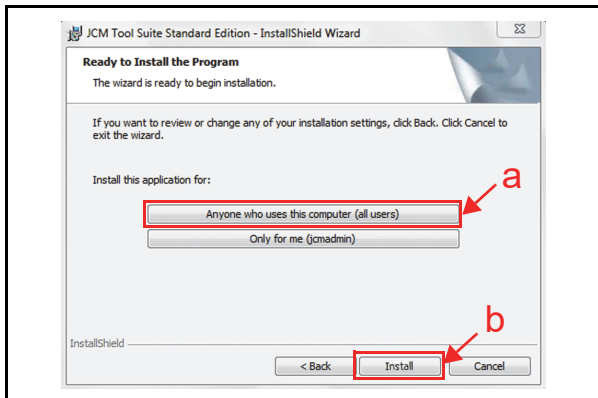 JCM Tool Suite Standard Edition - InstallShield Wizard
Ready to Install the Program
The wizard is ready to begin installation.
If you want to review or change any of your installation settings, click Back. Click Cancel to
exit the wizard.
Install this application for:
a
Anyone who uses this computer (all users)
Only for me (jcmadmin)
b
InstallShield
< Back
Install
Cancel